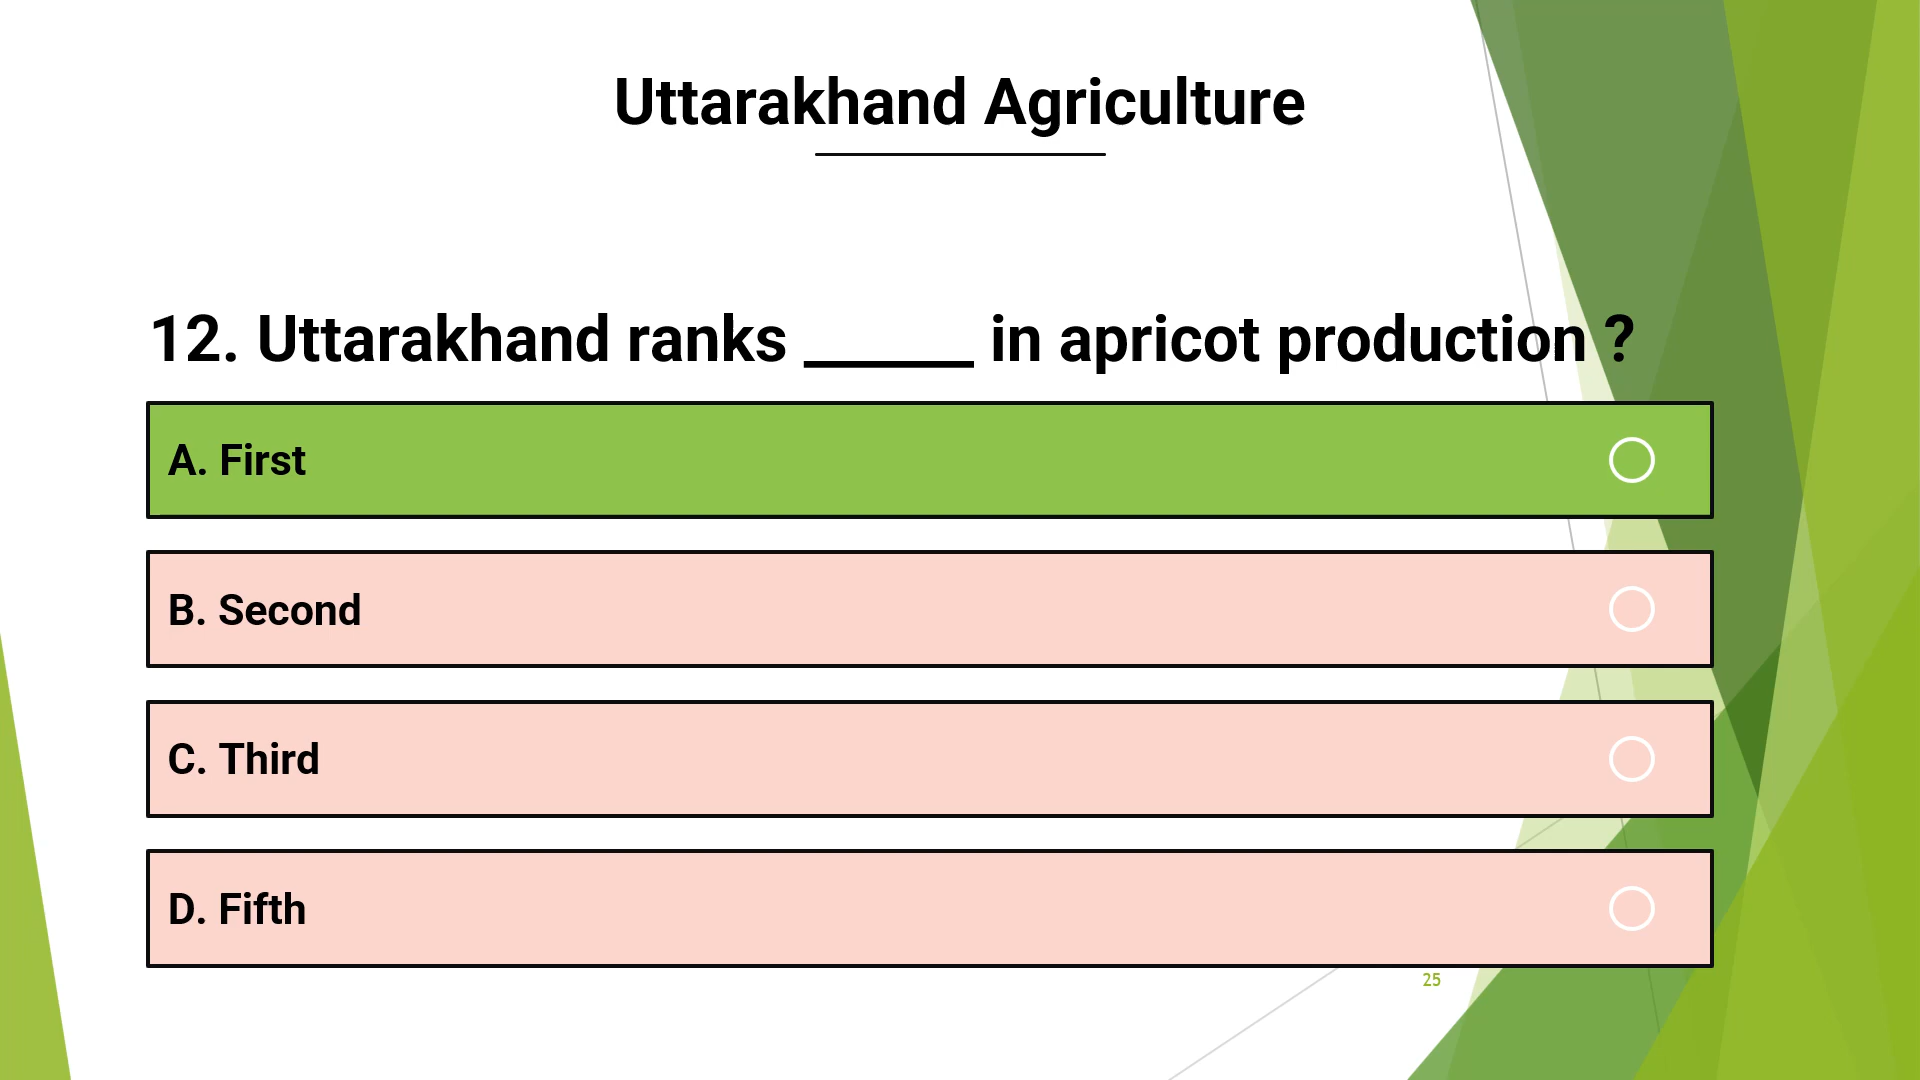 Uttarakhand Agriculture
12. Uttarakhand ranks _____ in apricot production ?
A. First
B. Second
C. Third
D. Fifth
25